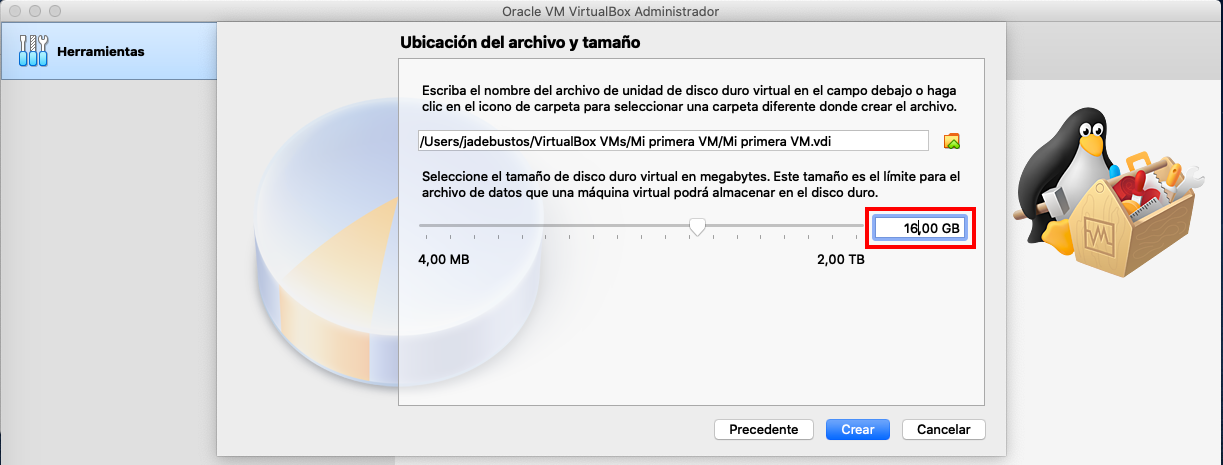 Oracle VM VirtualBox Administrador
Herramientas
Ubicación del archivo y tamaño
Escriba el nombre del archivo de unidad de disco duro virtual en el campo debajo o haga
clic en el icono de carpeta para seleccionar una carpeta diferente donde crear el archivo.
/Users/jadebustos/VirtualBox VMs/Mi primera VM/Mi primera VM.vdi
Seleccione el tamaño de disco duro virtual en megabytes. Este tamaño es el límite para el
archivo de datos que una máquina virtual podrá almacenar en el disco duro.
16,00 GB
4,00 MB
2,00 TB
Precedente
Crear
Cancelar